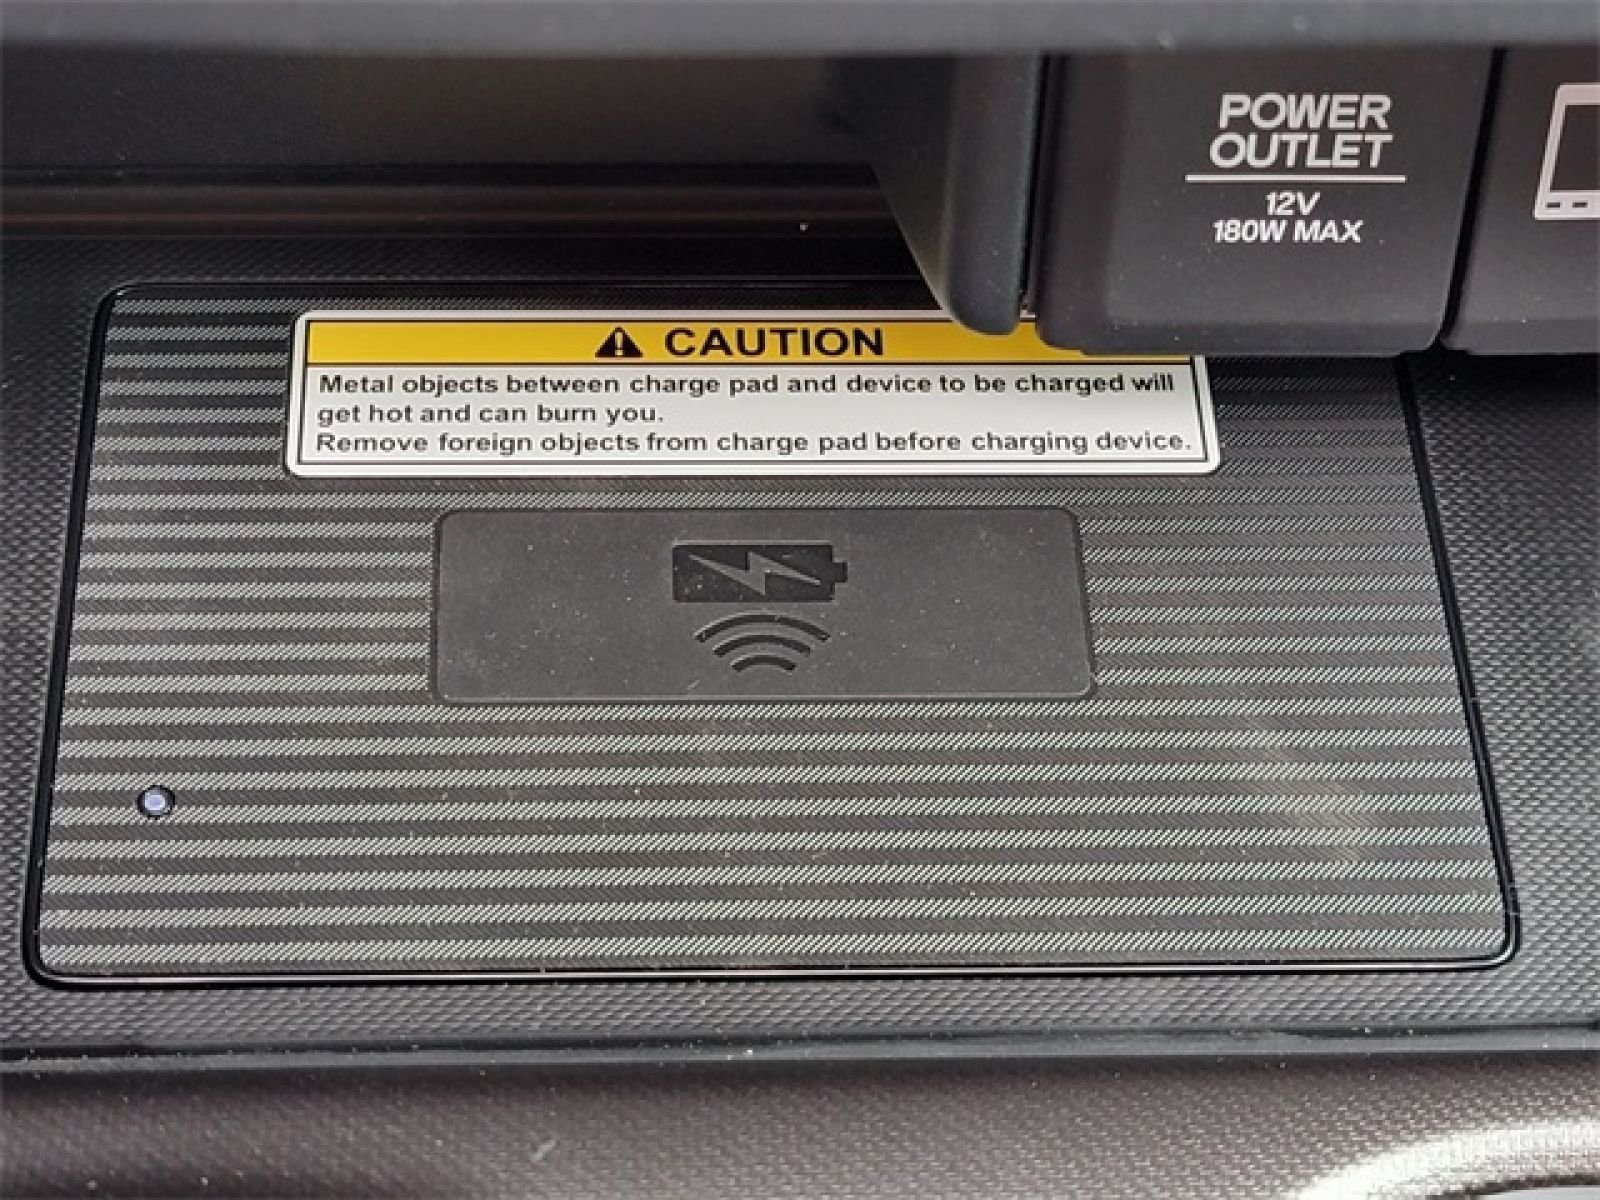 POWER
OUTLET
12V
180W MAX
CAUTION
Metal objects between charge pad and device to be charged will
get hot and can burn you.
Remove foreign objects from charge pad before charging device.